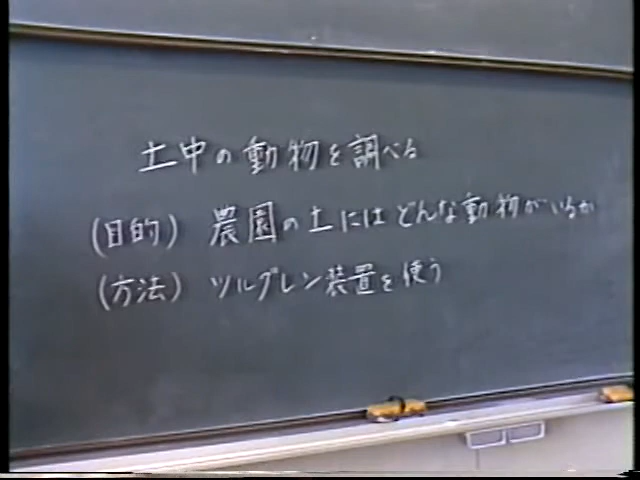 土中の動物を調べる
(目的) 農園の土にはどんな動物がいるか
(方法) ツルグレン装置を使う